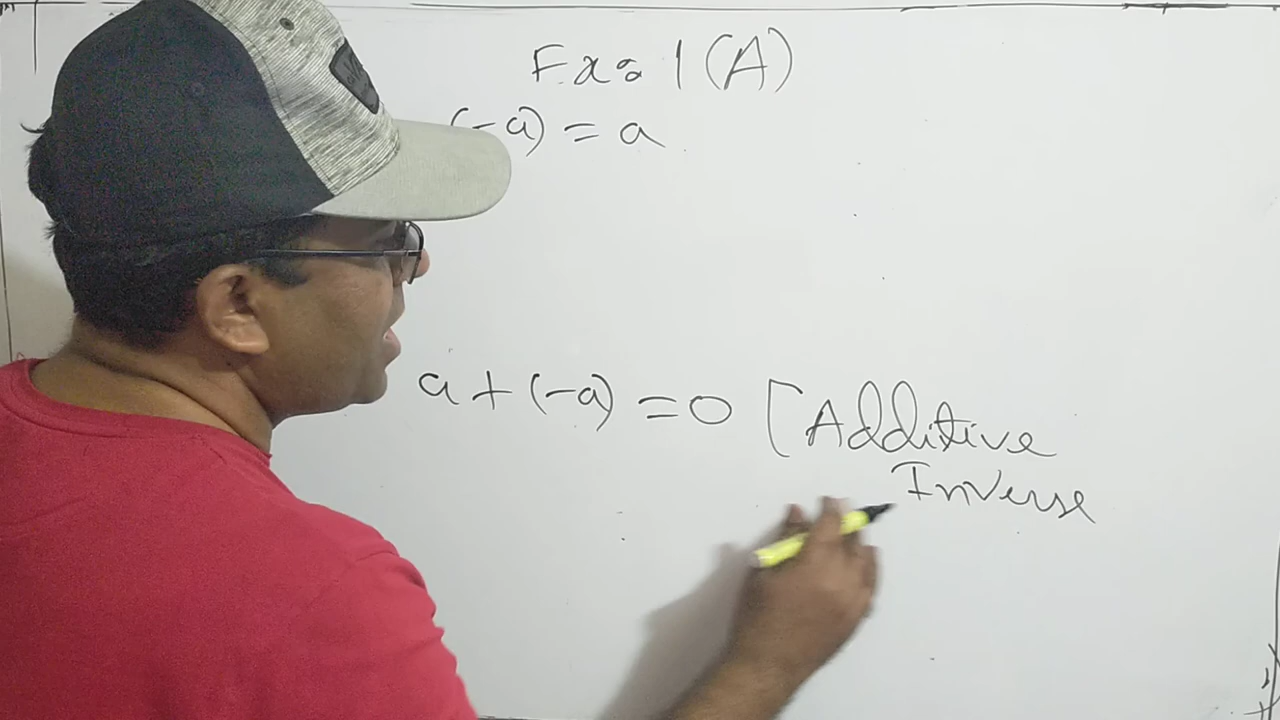 Ex: 1 (A)
(-a) = a
a + (-a) = 0 [Additive
Inverse